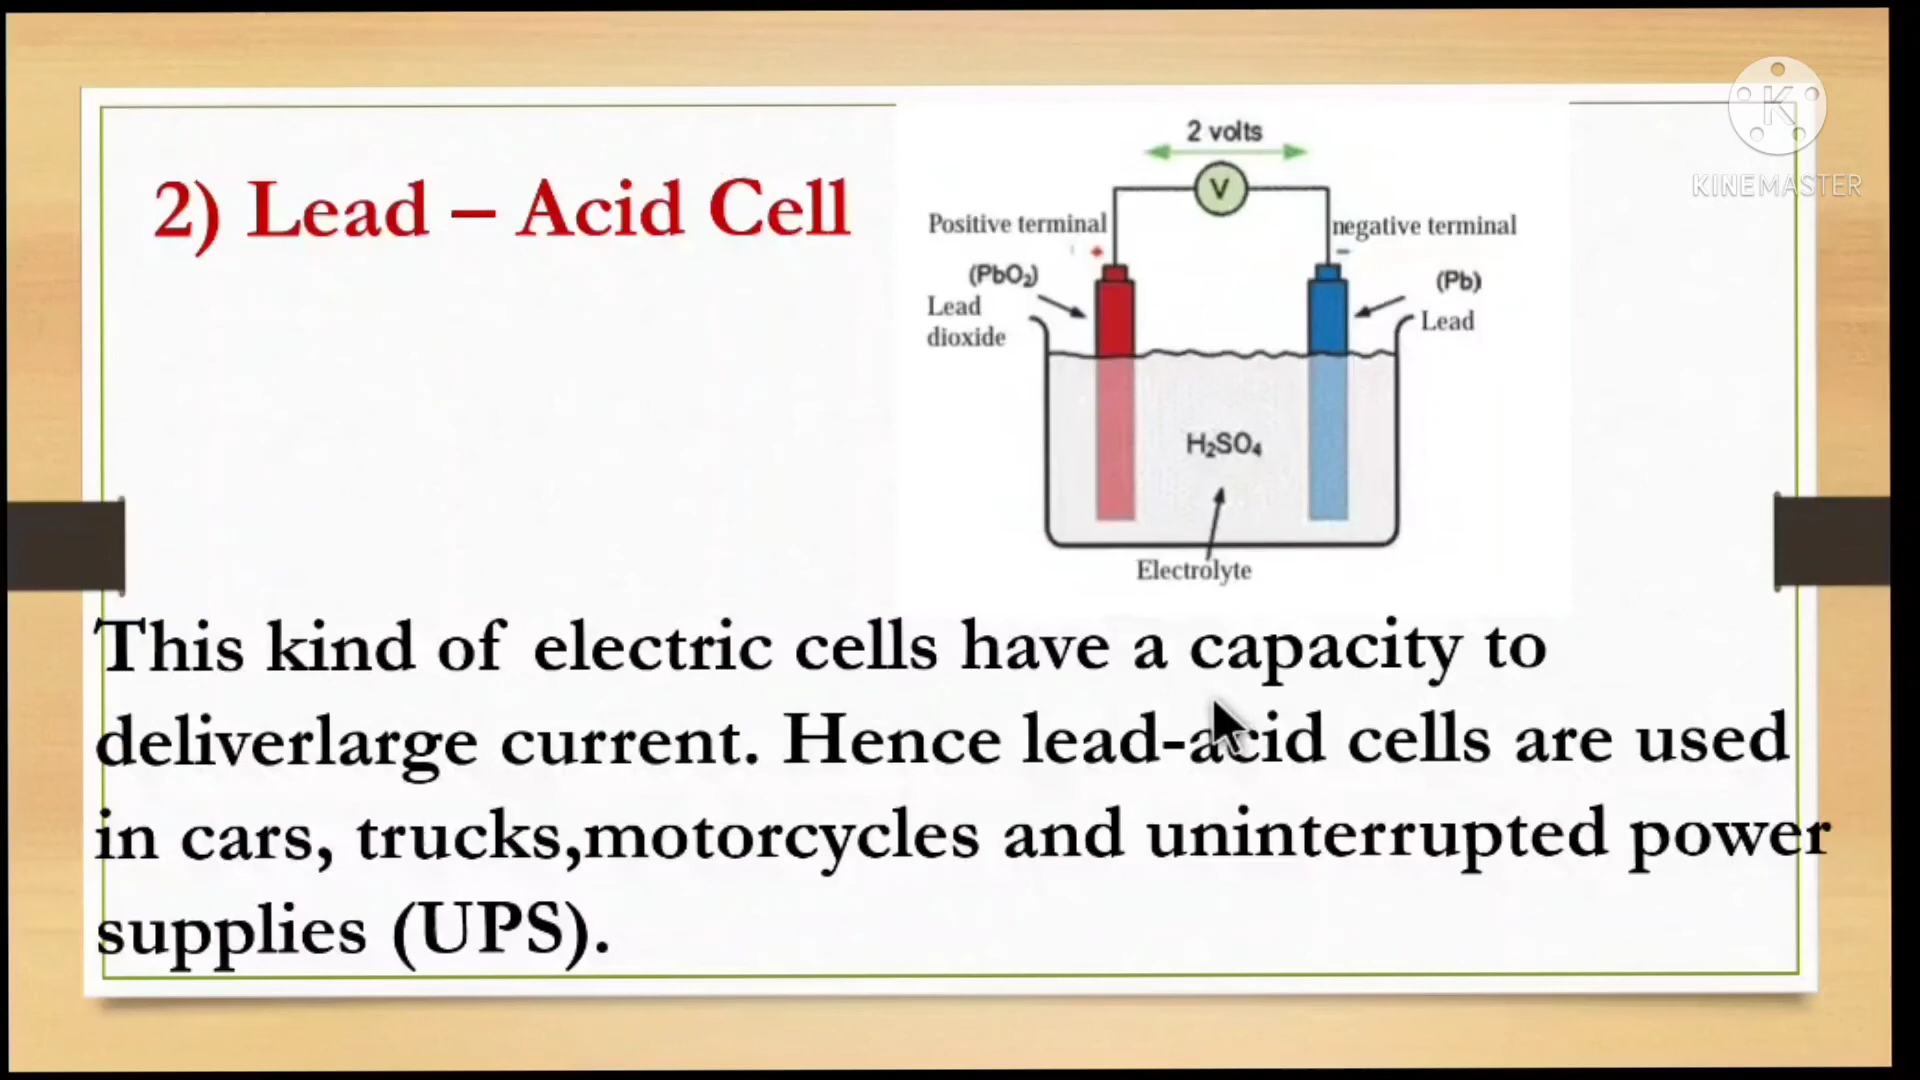 2) Lead – Acid Cell
2 volts
V
Positive terminal
negative terminal
+
–
(PbO₂)
(Pb)
Lead
dioxide
Lead
H₂SO₄
Electrolyte
This kind of electric cells have a capacity to
deliverlarge current. Hence lead-acid cells are used
in cars, trucks,motorcycles and uninterrupted power
supplies (UPS).
K
KINEMASTER